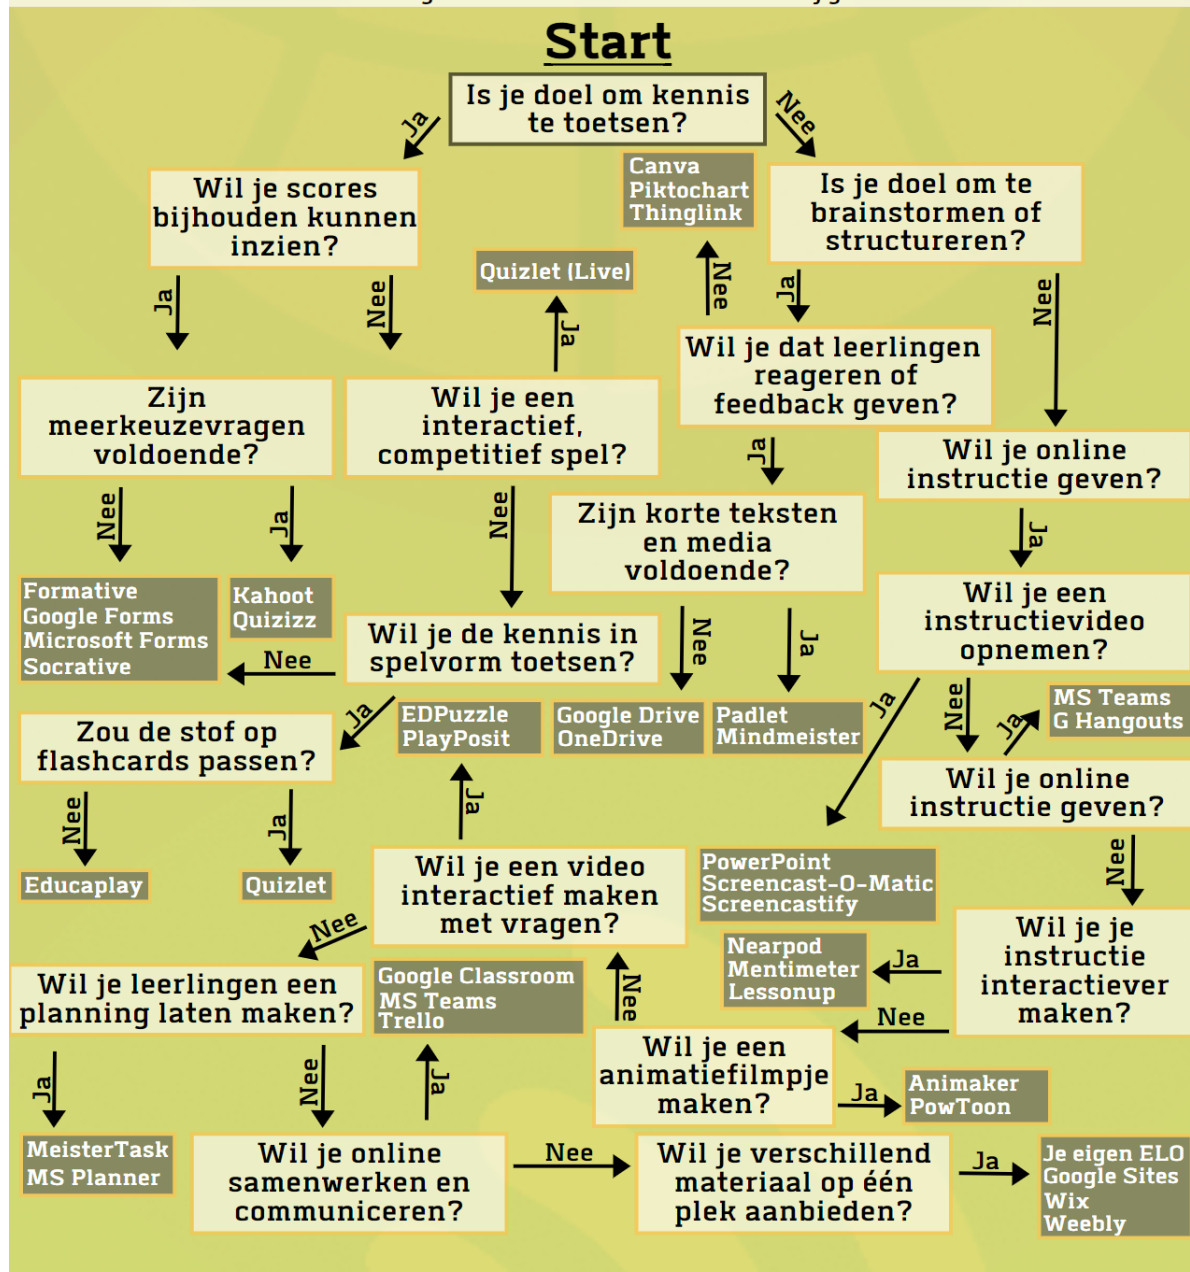 Start
Is je doel om kennis
te toetsen?
Ja
Nee
Wil je scores
bijhouden kunnen
inzien?
Canva
Piktochart
Thinglink
Is je doel om te
brainstormen of
structureren?
Quizlet (Live)
Ja
Nee
Ja
Nee
Ja
Nee
Wil je dat leerlingen
reageren of
feedback geven?
Zijn
meerkeuzevragen
voldoende?
Wil je een
interactief,
competitief spel?
Ja
Wil je online
instructie geven?
Nee
Ja
Nee
Zijn korte teksten
en media
voldoende?
Ja
Formative
Google Forms
Microsoft Forms
Socrative
Kahoot
Quizizz
Wil je een
instructievideo
opnemen?
Wil je de kennis in
spelvorm toetsen?
Nee
Nee
Ja
Ja
Nee
Ja
MS Teams
G Hangouts
Zou de stof op
flashcards passen?
Ja
EDPuzzle
PlayPosit
Google Drive
OneDrive
Padlet
Mindmeister
Wil je online
instructie geven?
Nee
Ja
Ja
Nee
Educaplay
Quizlet
Wil je een video
interactief maken
met vragen?
PowerPoint
Screencast-O-Matic
Screencastify
Wil je je
instructie
interactiever
maken?
Nee
Nearpod
Mentimeter
Lessonup
Ja
Wil je leerlingen een
planning laten maken?
Google Classroom
MS Teams
Trello
Nee
Nee
Wil je een
animatiefilmpje
maken?
Ja
Nee
Ja
Ja
Animaker
PowToon
MeisterTask
MS Planner
Wil je online
samenwerken en
communiceren?
Nee
Wil je verschillend
materiaal op één
plek aanbieden?
Ja
Je eigen ELO
Google Sites
Wix
Weebly